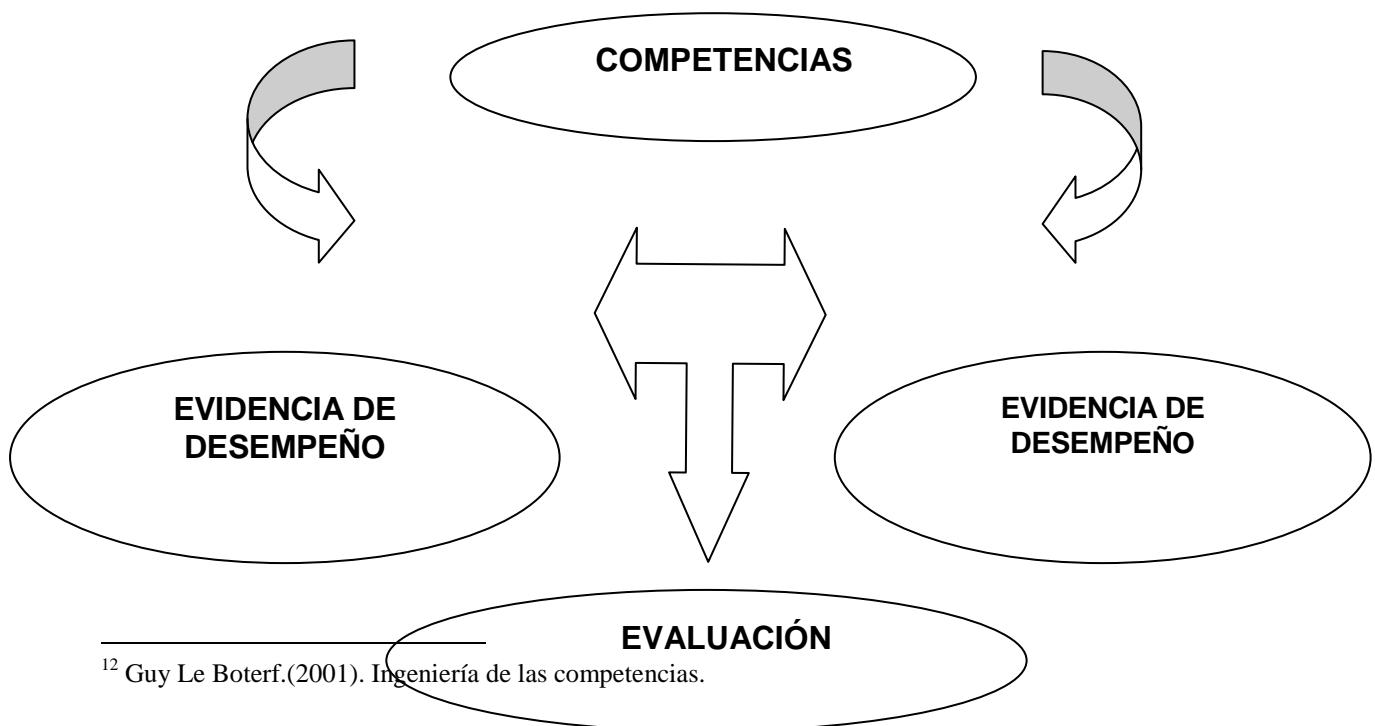 COMPETENCIAS
EVIDENCIA DE
DESEMPEÑO
EVIDENCIA DE
DESEMPEÑO
EVALUACIÓN
12 Guy Le Boterf.(2001). Ingeniería de las competencias.